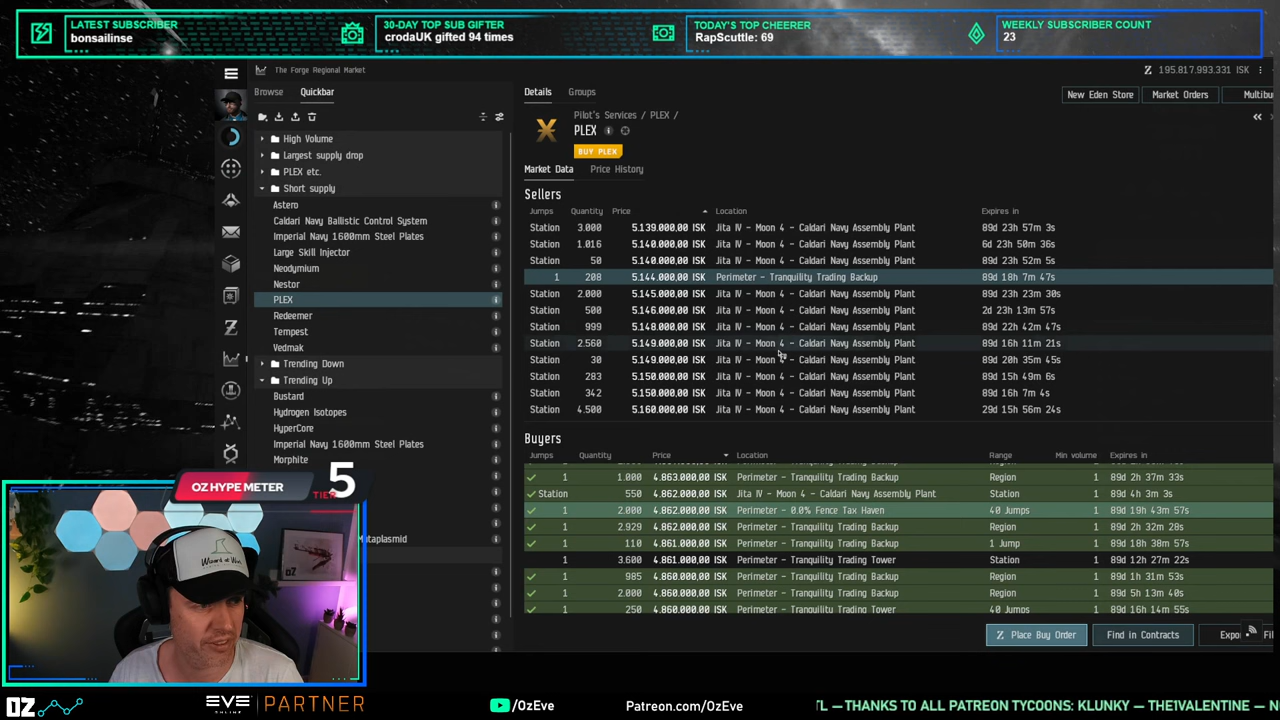 LATEST SUBSCRIBER
bonsailinse
30-DAY TOP SUB GIFTER
crodaUK gifted 94 times
TODAY'S TOP CHEERER
RapScuttle: 69
WEEKLY SUBSCRIBER COUNT
23
The Forge Regional Market
195.817.993.331 ISK
Browse Quickbar
Details Groups
New Eden Store Market Orders Multibu
Pilot's Services / PLEX /
PLEX
BUY PLEX
Market Data Price History
High Volume
Largest supply drop
PLEX etc.
Short supply
Astero
Caldari Navy Ballistic Control System
Imperial Navy 1600mm Steel Plates
Large Skill Injector
Neodymium
Nestor
PLEX
Redeemer
Tempest
Vedmak
Trending Down
Trending Up
Bustard
Hydrogen Isotopes
HyperCore
Imperial Navy 1600mm Steel Plates
Morphite
Sellers
Jumps Quantity Price Location Expires in
Station 3.000 5.139.000,00 ISK Jita IV - Moon 4 - Caldari Navy Assembly Plant 89d 23h 57m 3s
Station 1.016 5.140.000,00 ISK Jita IV - Moon 4 - Caldari Navy Assembly Plant 6d 23h 50m 36s
Station 50 5.140.000,00 ISK Jita IV - Moon 4 - Caldari Navy Assembly Plant 89d 23h 52m 5s
1 208 5.144.000,00 ISK Perimeter - Tranquility Trading Backup 89d 18h 7m 47s
Station 2.000 5.145.000,00 ISK Jita IV - Moon 4 - Caldari Navy Assembly Plant 89d 23h 23m 30s
Station 500 5.146.000,00 ISK Jita IV - Moon 4 - Caldari Navy Assembly Plant 2d 23h 13m 57s
Station 999 5.148.000,00 ISK Jita IV - Moon 4 - Caldari Navy Assembly Plant 89d 22h 42m 47s
Station 2.560 5.149.000,00 ISK Jita IV - Moon 4 - Caldari Navy Assembly Plant 89d 16h 11m 21s
Station 30 5.149.000,00 ISK Jita IV - Moon 4 - Caldari Navy Assembly Plant 89d 20h 35m 45s
Station 283 5.150.000,00 ISK Jita IV - Moon 4 - Caldari Navy Assembly Plant 89d 15h 49m 6s
Station 342 5.150.000,00 ISK Jita IV - Moon 4 - Caldari Navy Assembly Plant 89d 16h 7m 4s
Station 4.500 5.160.000,00 ISK Jita IV - Moon 4 - Caldari Navy Assembly Plant 29d 15h 56m 24s
Buyers
Jumps Quantity Price Location Range Min volume Expires in
1 1.000 4.863.000,00 ISK Perimeter - Tranquility Trading Backup Region 1 89d 2h 37m 33s
Station 550 4.862.000,00 ISK Jita IV - Moon 4 - Caldari Navy Assembly Plant Station 1 89d 4h 3m 3s
1 2.000 4.862.000,00 ISK Perimeter - 0.0% Fence Tax Haven 40 Jumps 1 89d 19h 43m 57s
1 2.929 4.862.000,00 ISK Perimeter - Tranquility Trading Backup Region 1 89d 2h 32m 28s
1 110 4.861.000,00 ISK Perimeter - Tranquility Trading Backup 1 Jump 1 89d 18h 38m 57s
1 3.600 4.861.000,00 ISK Perimeter - Tranquility Trading Tower Station 1 89d 12h 27m 22s
1 985 4.860.000,00 ISK Perimeter - Tranquility Trading Backup Region 1 89d 1h 31m 53s
1 2.000 4.860.000,00 ISK Perimeter - Tranquility Trading Backup Region 1 89d 5h 13m 40s
1 250 4.860.000,00 ISK Perimeter - Tranquility Trading Tower 40 Jumps 1 89d 16h 14m 55s
Place Buy Order Find in Contracts Expo Fil
OZ HYPE METER
TIER 5
Mutaplasmid
Wizard of Win
OZ
OZ EVE ONLINE PARTNER /OzEve Patreon.com/OzEve TL —THANKS TO ALL PATREON TYCOONS: KLUNKY — THE1VALENTINE — N